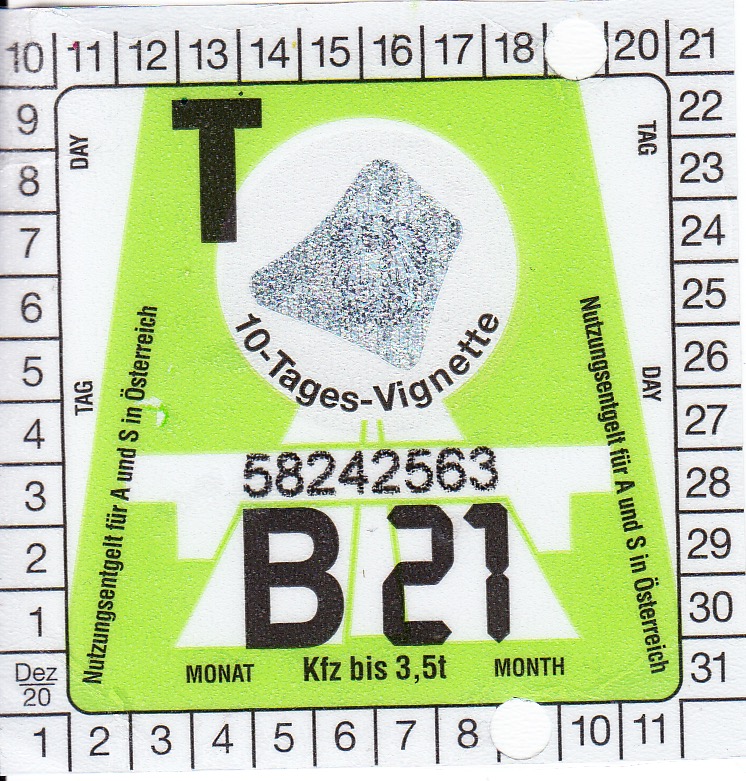 10 11 12 13 14 15 16 17 18 20 21
9 22
8 23
7 24
6 25
5 26
4 27
3 28
2 29
1 30
Dez 20 31
1 2 3 4 5 6 7 8 10 11
DAY
TAG
TAG
DAY
T
10-Tages-Vignette
Nutzungsentgelt für A und S in Österreich
Nutzungsentgelt für A und S in Österreich
58242563
B 21
MONAT Kfz bis 3,5t MONTH